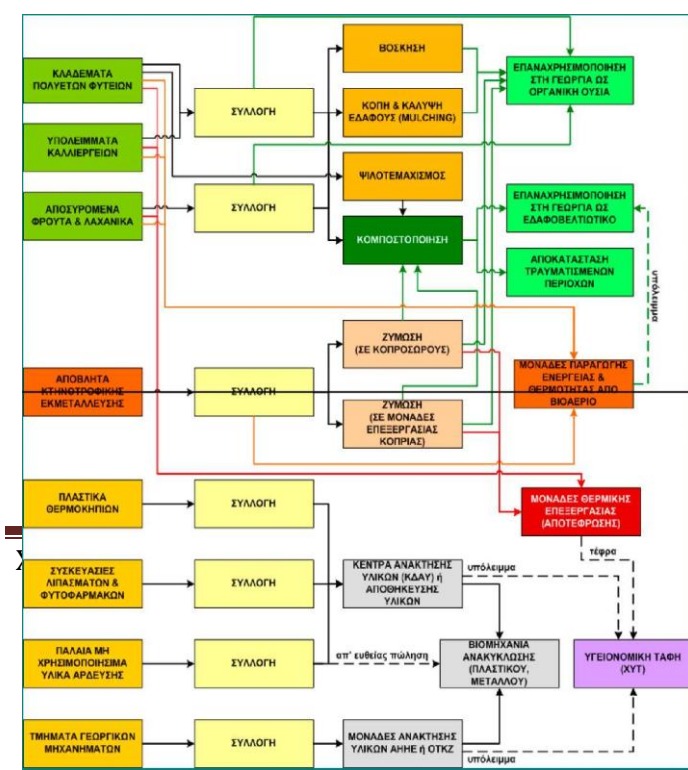 ΚΛΑΔΕΜΑΤΑ
ΠΟΛΥΕΤΩΝ ΦΥΤΕΙΩΝ
ΥΠΟΛΕΙΜΜΑΤΑ
ΚΑΛΛΙΕΡΓΕΙΩΝ
ΑΠΟΣΥΡΟΜΕΝΑ
ΦΡΟΥΤΑ & ΛΑΧΑΝΙΚΑ
ΣΥΛΛΟΓΗ
ΣΥΛΛΟΓΗ
ΒΟΣΚΗΣΗ
ΚΟΠΗ & ΚΑΛΥΨΗ
ΕΔΑΦΟΥΣ (MULCHING)
ΨΙΛΟΤΕΜΑΧΙΣΜΟΣ
ΚΟΜΠΟΣΤΟΠΟΙΗΣΗ
ΕΠΑΝΑΧΡΗΣΙΜΟΠΟΙΗΣΗ
ΣΤΗ ΓΕΩΡΓΙΑ ΩΣ
ΟΡΓΑΝΙΚΗ ΟΥΣΙΑ
ΕΠΑΝΑΧΡΗΣΙΜΟΠΟΙΗΣΗ
ΣΤΗ ΓΕΩΡΓΙΑ ΩΣ
ΕΔΑΦΟΒΕΛΤΙΩΤΙΚΟ
ΑΠΟΚΑΤΑΣΤΑΣΗ
ΤΡΑΥΜΑΤΙΣΜΕΝΩΝ
ΠΕΡΙΟΧΩΝ
υπόλειμμα
ΑΠΟΒΛΗΤΑ
ΚΤΗΝΟΤΡΟΦΙΚΗΣ
ΕΚΜΕΤΑΛΛΕΥΣΗΣ
ΣΥΛΛΟΓΗ
ΖΥΜΩΣΗ
(ΣΕ ΚΟΠΡΟΣΩΡΟΥΣ)
ΖΥΜΩΣΗ
(ΣΕ ΜΟΝΑΔΕΣ
ΕΠΕΞΕΡΓΑΣΙΑΣ
ΚΟΠΡΙΑΣ)
ΜΟΝΑΔΕΣ ΠΑΡΑΓΩΓΗΣ
ΕΝΕΡΓΕΙΑΣ &
ΘΕΡΜΟΤΗΤΑΣ ΑΠΟ
ΒΙΟΑΕΡΙΟ
ΜΟΝΑΔΕΣ ΘΕΡΜΙΚΗΣ
ΕΠΕΞΕΡΓΑΣΙΑΣ
(ΑΠΟΤΕΦΡΩΣΗΣ)
τέφρα
ΠΛΑΣΤΙΚΑ
ΘΕΡΜΟΚΗΠΙΩΝ
ΣΥΛΛΟΓΗ
ΣΥΣΚΕΥΑΣΙΕΣ
ΛΙΠΑΣΜΑΤΩΝ &
ΦΥΤΟΦΑΡΜΑΚΩΝ
ΣΥΛΛΟΓΗ
ΚΕΝΤΡΑ ΑΝΑΚΤΗΣΗΣ
ΥΛΙΚΩΝ (ΚΔΑΥ) ή
ΑΠΟΘΗΚΕΥΣΗΣ
ΥΛΙΚΩΝ
υπόλειμμα
ΠΑΛΑΙΑ ΜΗ
ΧΡΗΣΙΜΟΠΟΙΗΣΙΜΑ
ΥΛΙΚΑ ΑΡΔΕΥΣΗΣ
ΣΥΛΛΟΓΗ
απ' ευθείας πώληση
ΒΙΟΜΗΧΑΝΙΑ
ΑΝΑΚΥΚΛΩΣΗΣ
(ΠΛΑΣΤΙΚΟΥ,
ΜΕΤΑΛΛΟΥ)
ΥΓΕΙΟΝΟΜΙΚΗ ΤΑΦΗ
(ΧΥΤ)
ΤΜΗΜΑΤΑ ΓΕΩΡΓΙΚΩΝ
ΜΗΧΑΝΗΜΑΤΩΝ
ΣΥΛΛΟΓΗ
ΜΟΝΑΔΕΣ ΑΝΑΚΤΗΣΗΣ
ΥΛΙΚΩΝ ΑΗΗΕ ή ΟΤΚΖ
υπόλειμμα